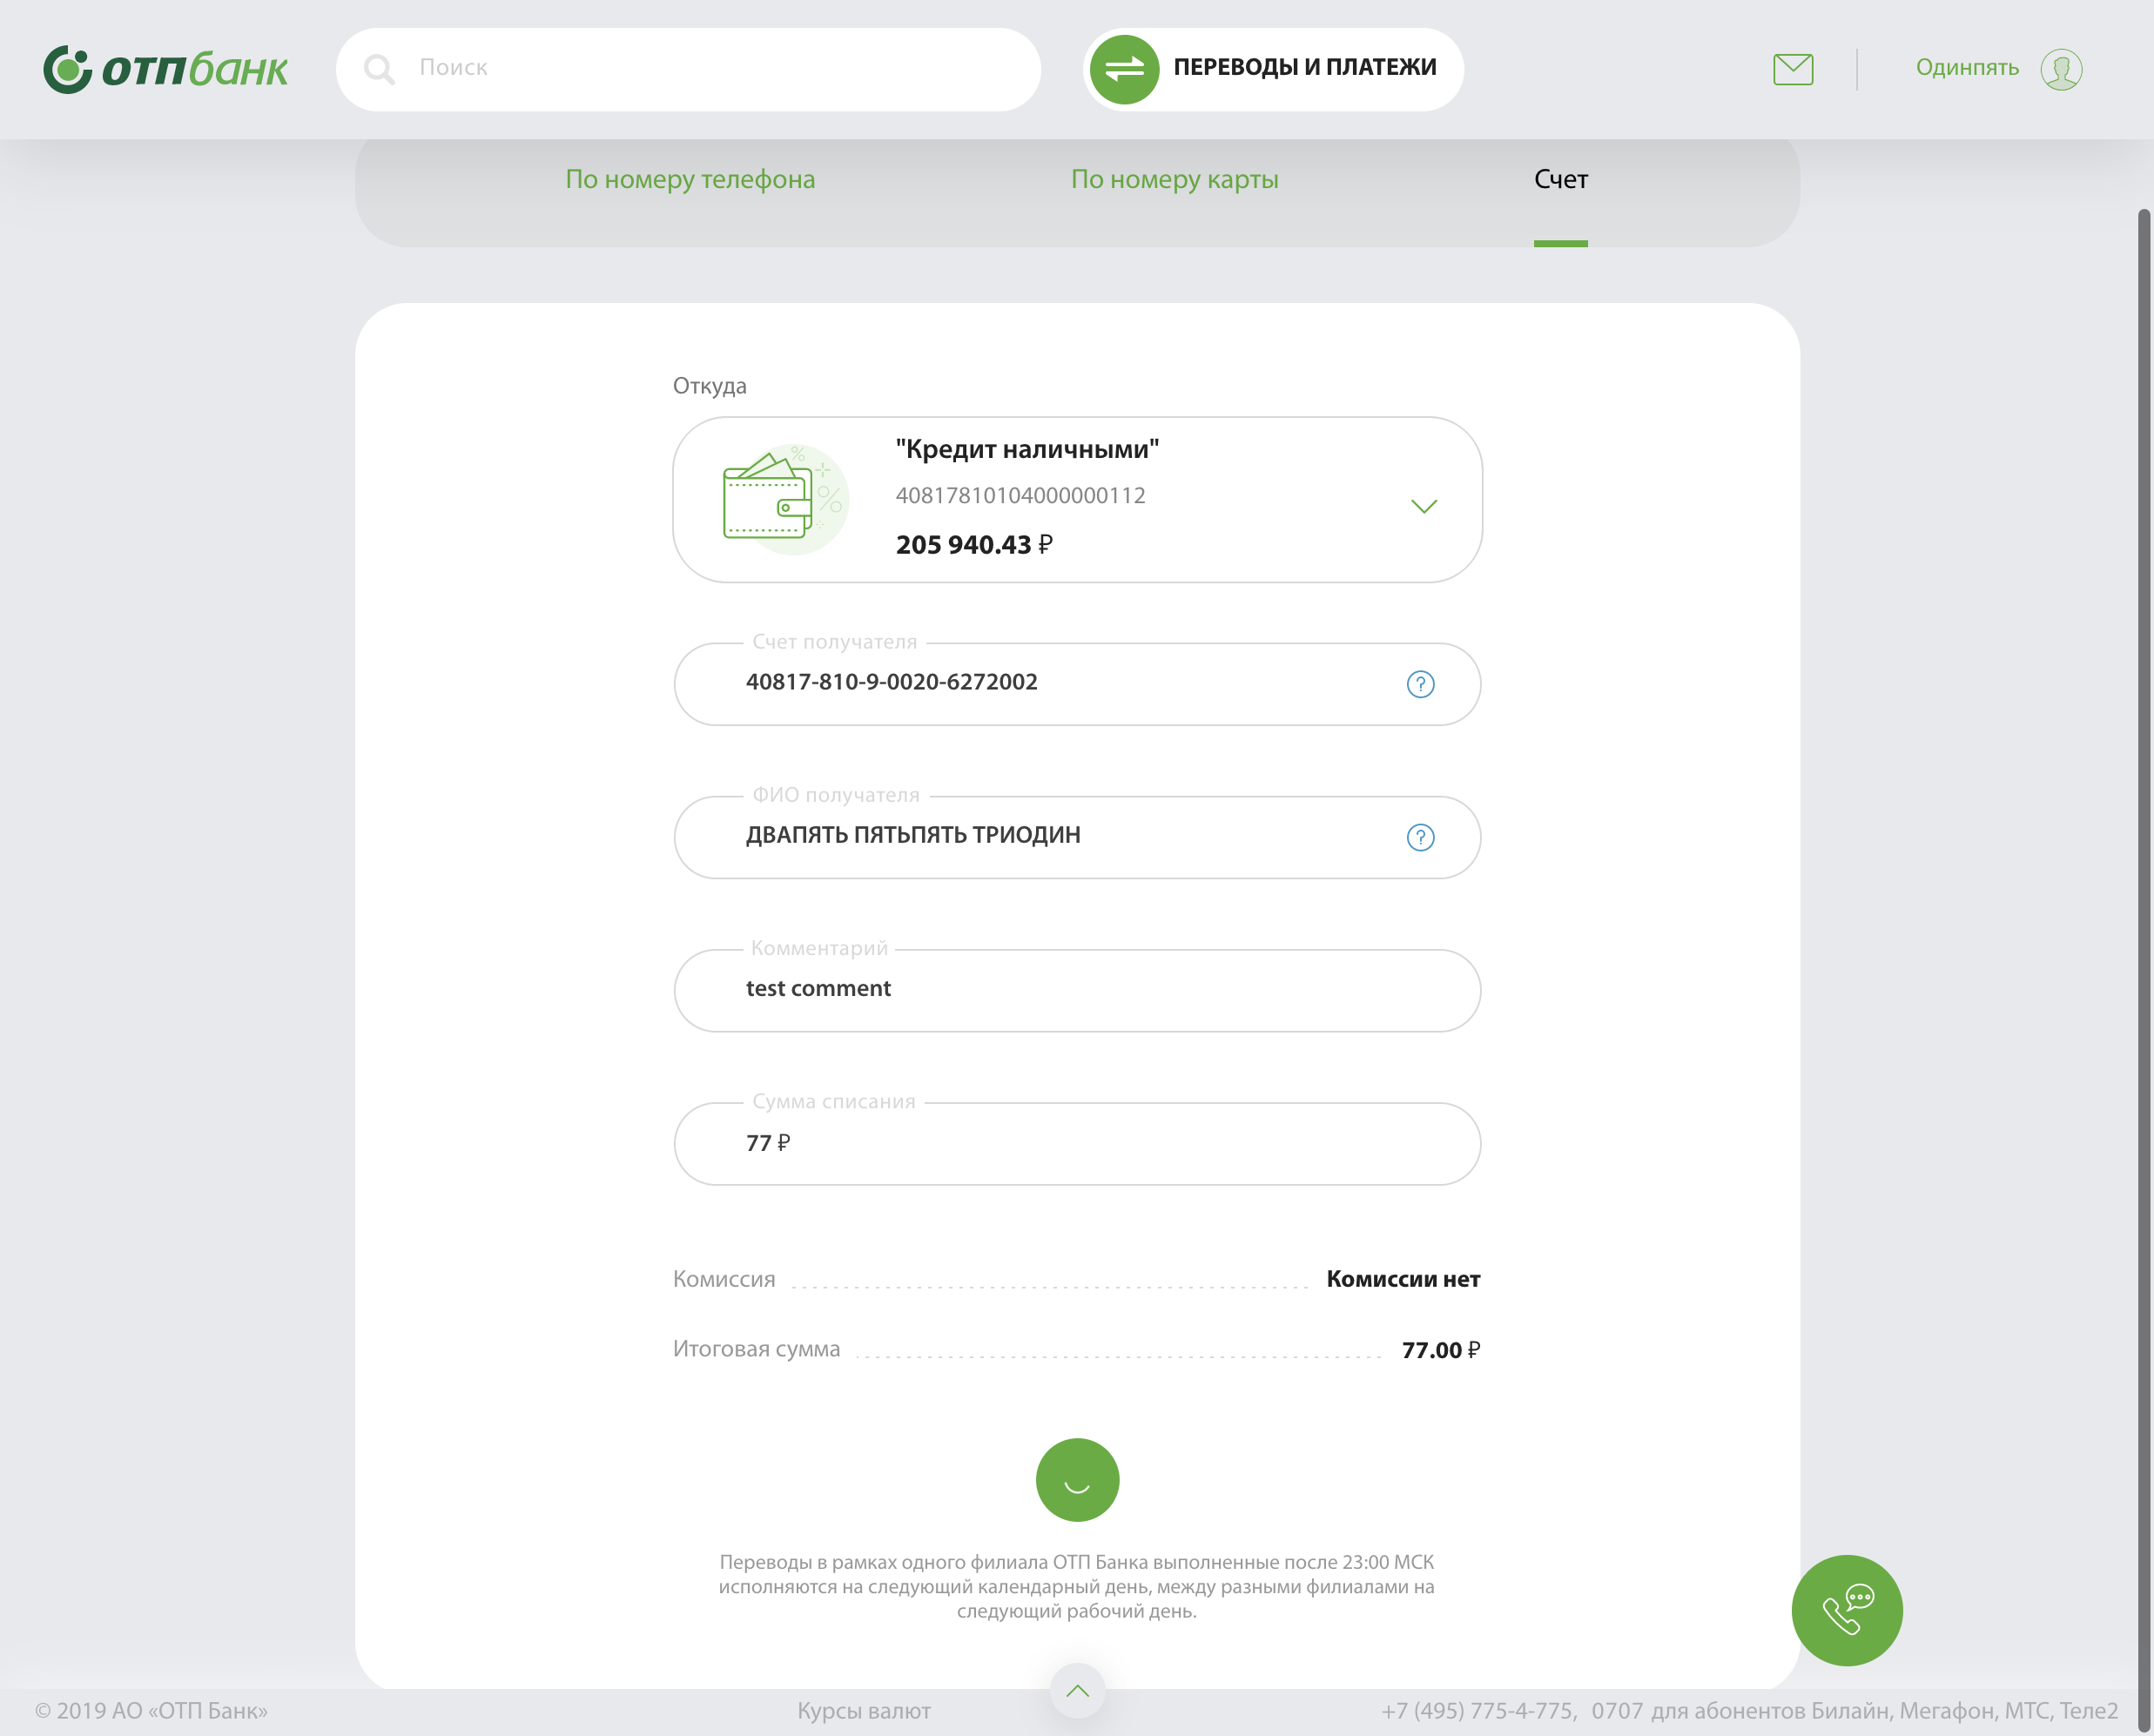 отпбанк
Поиск
ПЕРЕВОДЫ И ПЛАТЕЖИ
Одинпять
По номеру телефона
По номеру карты
Счет
Откуда
"Кредит наличными"
40817810104000000112
205 940.43 ₽
Счет получателя
40817-810-9-0020-6272002
ФИО получателя
ДВАПЯТЬ ПЯТЬПЯТЬ ТРИОДИН
Комментарий
test comment
Сумма списания
77 ₽
Комиссия
Комиссии нет
Итоговая сумма
77.00 ₽
Переводы в рамках одного филиала ОТП Банка выполненные после 23:00 МСК
исполняются на следующий календарный день, между разными филиалами на
следующий рабочий день.
© 2019 АО «ОТП Банк»
Курсы валют
+7 (495) 775-4-775, 0707 для абонентов Билайн, Мегафон, МТС, Теле2